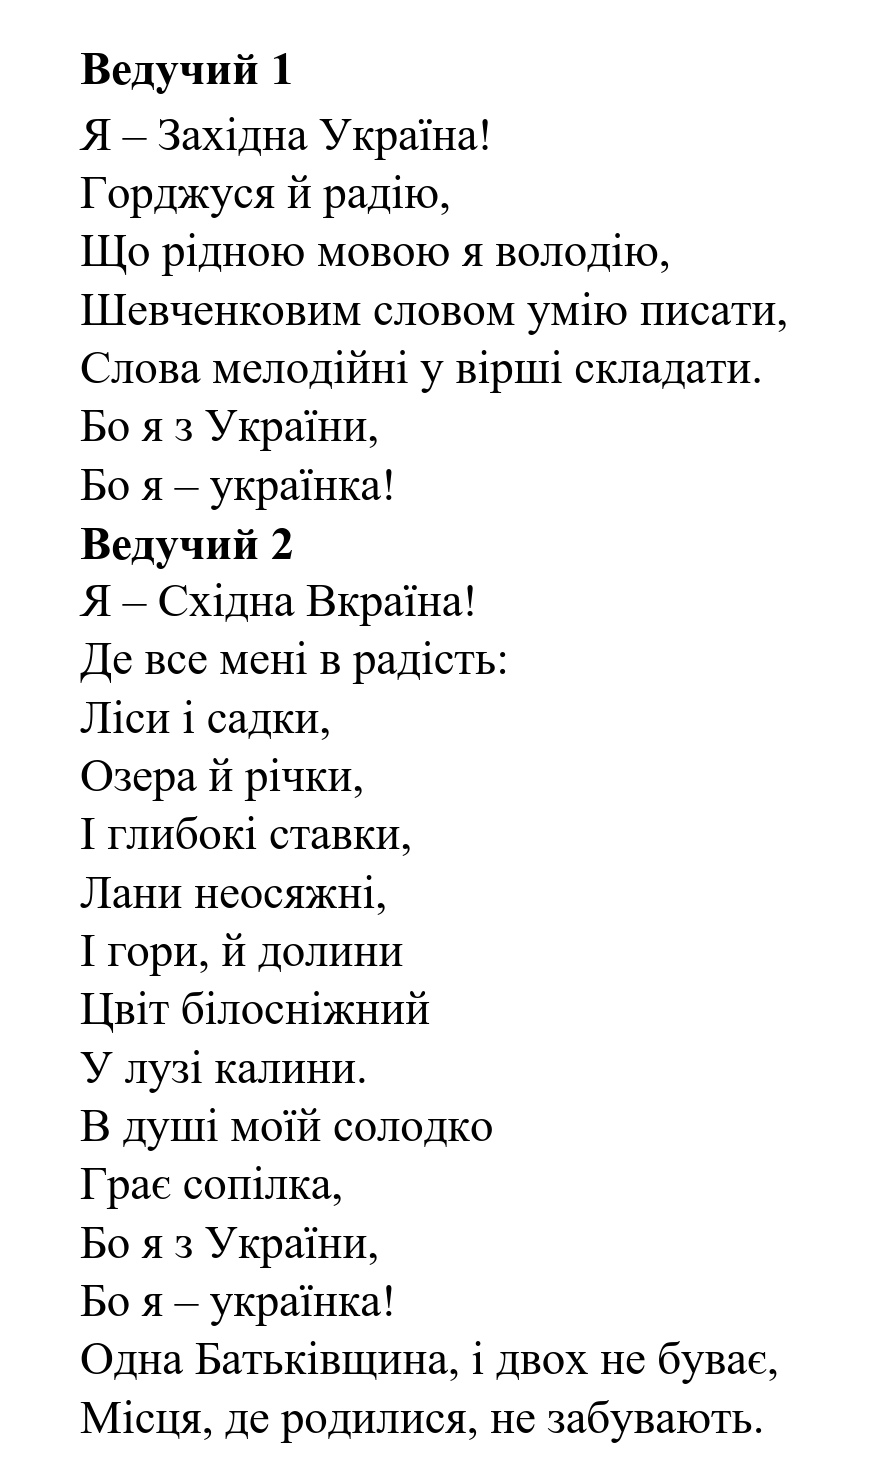 Ведучий 1
Я – Західна Україна!
Горджуся й радію,
Що рідною мовою я володію,
Шевченковим словом умію писати,
Слова мелодійні у вірші складати.
Бо я з України,
Бо я – українка!
Ведучий 2
Я – Східна Вкраїна!
Де все мені в радість:
Ліси і садки,
Озера й річки,
І глибокі ставки,
Лани неосяжні,
І гори, й долини
Цвіт білосніжний
У лузі калини.
В душі моїй солодко
Грає сопілка,
Бо я з України,
Бо я – українка!
Одна Батьківщина, і двох не буває,
Місця, де родилися, не забувають.